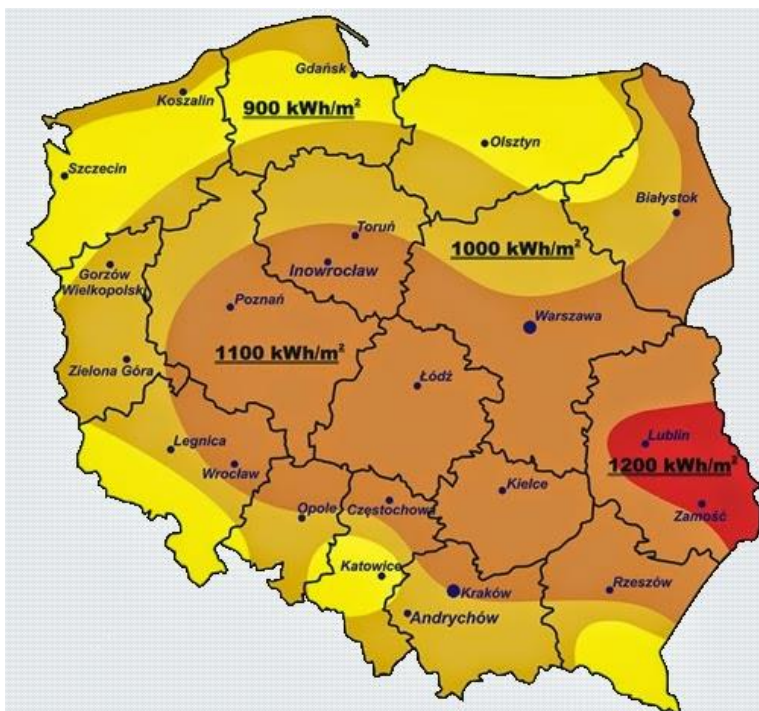 Gdańsk
Koszalin
900 kWh/m²
Olsztyn
Szczecin
Białystok
Toruń
1000 kWh/m²
Gorzów
Wielkopolski
Inowrocław
Poznań
Warszawa
1100 kWh/m²
Zielona Góra
Łódź
Legnica
Lublin
Wrocław
1200 kWh/m²
Kielce
Opole
Częstochowa
Zamość
Katowice
Kraków
Rzeszów
Andrychów